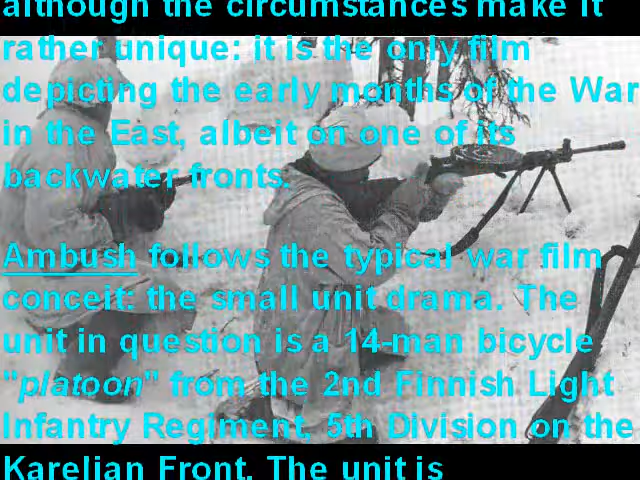 although the circumstances make it
rather unique: it is the only film
depicting the early months of the War
in the East, albeit on one of its
backwater fronts.
Ambush follows the typical war film
conceit: the small unit drama. The
unit in question is a 14-man bicycle
"platoon" from the 2nd Finnish Light
Infantry Regiment, 5th Division on the
Karelian Front. The unit is